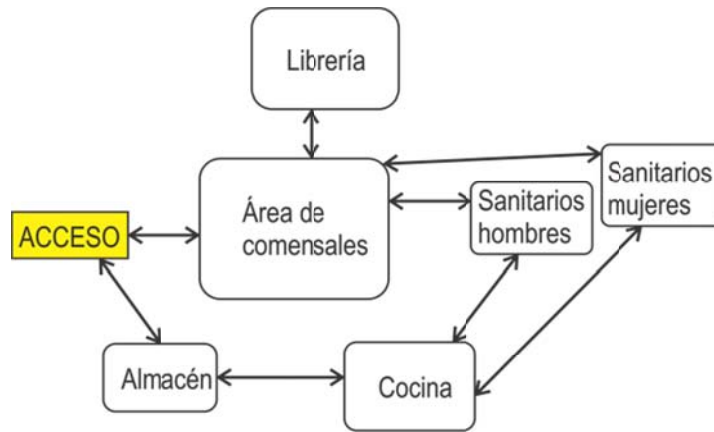 Librería
Sanitarios
mujeres
Área de
comensales
Sanitarios
hombres
ACCESO
Almacén
Cocina